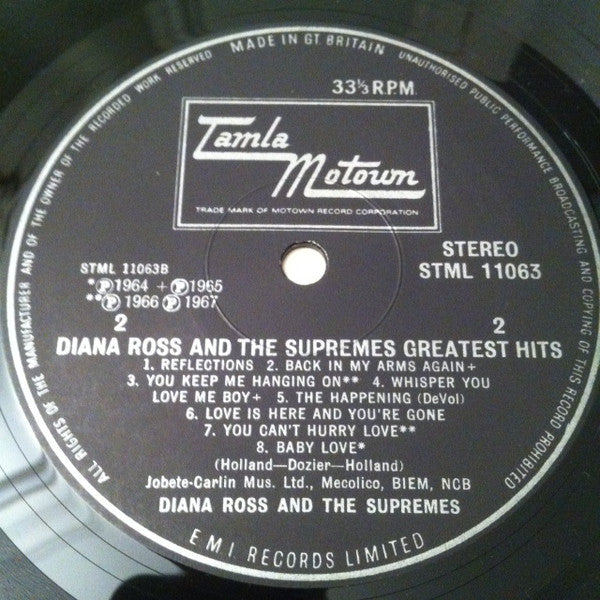 MADE IN GT. BRITAIN
UNAUTHORISED PUBLIC PERFORMANCE BROADCASTING AND COPYING OF THIS RECORD PROHIBITED
ALL RIGHTS OF THE MANUFACTURER AND OF THE OWNER OF THE RECORDED WORK RESERVED
33⅓ R.P.M.
Tamla
Motown
TRADE MARK OF MOTOWN RECORD CORPORATION
STEREO
STML 11063B
STML 11063
*Ⓟ1964 +Ⓟ1965
**Ⓟ1966 Ⓟ1967
2 2
DIANA ROSS AND THE SUPREMES GREATEST HITS
1. REFLECTIONS 2. BACK IN MY ARMS AGAIN+
3. YOU KEEP ME HANGING ON** 4. WHISPER YOU
LOVE ME BOY+ 5. THE HAPPENING (DeVol)
6. LOVE IS HERE AND YOU'RE GONE
7. YOU CAN'T HURRY LOVE**
8. BABY LOVE*
(Holland—Dozier—Holland)
Jobete-Carlin Mus. Ltd., Mecolico, BIEM, NCB
DIANA ROSS AND THE SUPREMES
E.M.I. RECORDS LIMITED